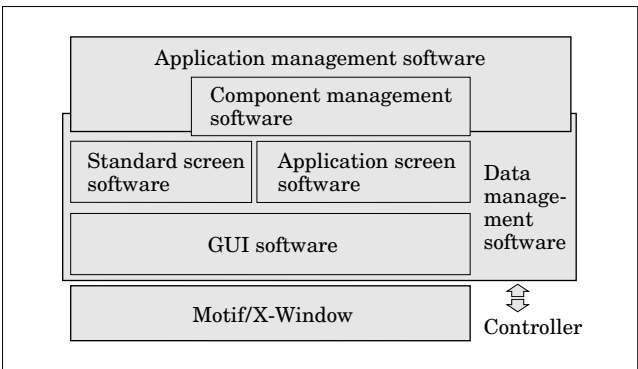 Application management software
Component management
software
Standard screen
software
Application screen
software
Data
manage-
ment
software
GUI software
Motif/X-Window
Controller